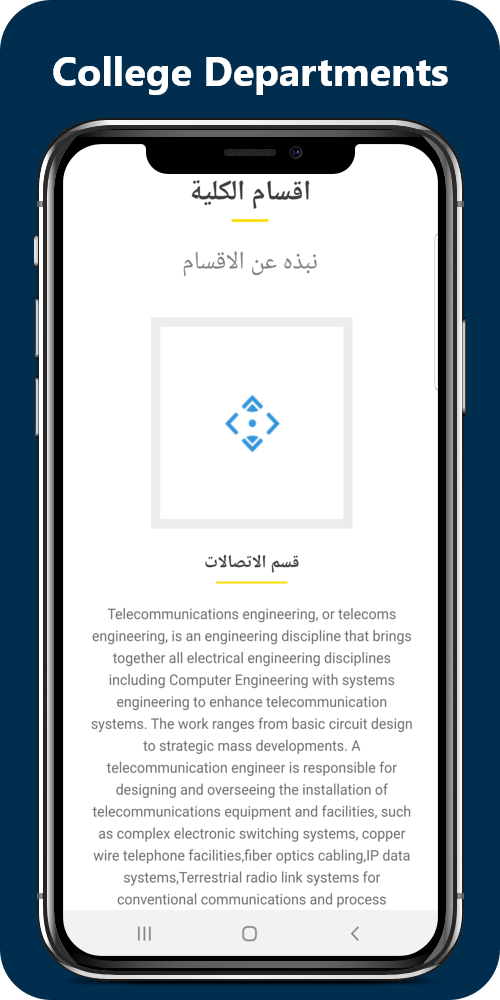 College Departments
اقسام الكلية
نبذه عن الاقسام
قسم الاتصالات
Telecommunications engineering, or telecoms
engineering, is an engineering discipline that brings
together all electrical engineering disciplines
including Computer Engineering with systems
engineering to enhance telecommunication
systems. The work ranges from basic circuit design
to strategic mass developments. A
telecommunication engineer is responsible for
designing and overseeing the installation of
telecommunications equipment and facilities, such
as complex electronic switching systems, copper
wire telephone facilities,fiber optics cabling,IP data
systems,Terrestrial radio link systems for
conventional communications and process